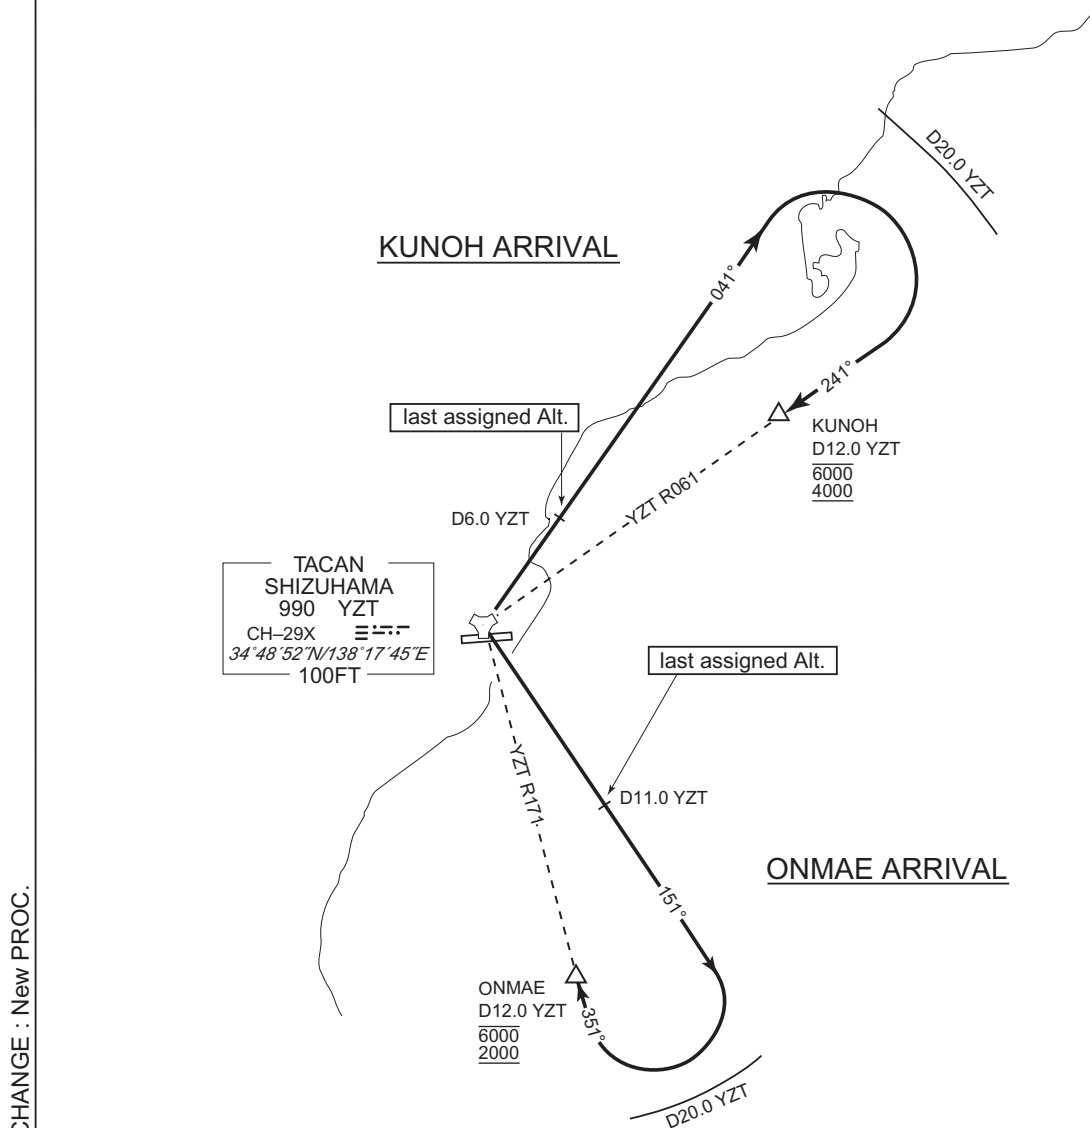 D20.0 YZT
KUNOH ARRIVAL
041°
241°
last assigned Alt.
KUNOH
D12.0 YZT
6000
4000
YZT R061
D6.0 YZT
TACAN
SHIZUHAMA
990 YZT
CH–29X
34°48′52″N/138°17′45″E
100FT
last assigned Alt.
YZT R171
D11.0 YZT
ONMAE ARRIVAL
151°
ONMAE
D12.0 YZT
6000
2000
351°
D20.0 YZT
CHANGE : New PROC.